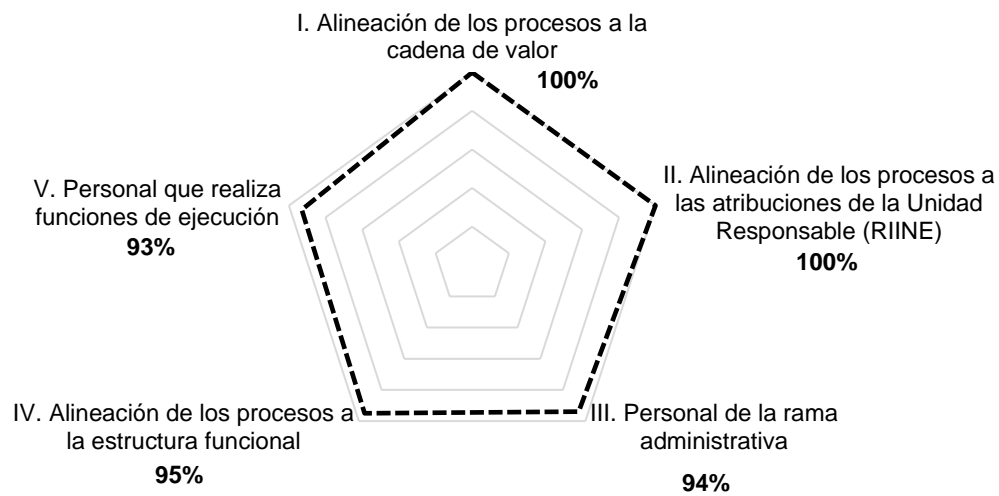 I. Alineación de los procesos a la
cadena de valor
100%
II. Alineación de los procesos a
las atribuciones de la Unidad
Responsable (RIINE)
100%
III. Personal de la rama
administrativa
94%
IV. Alineación de los procesos a
la estructura funcional
95%
V. Personal que realiza
funciones de ejecución
93%